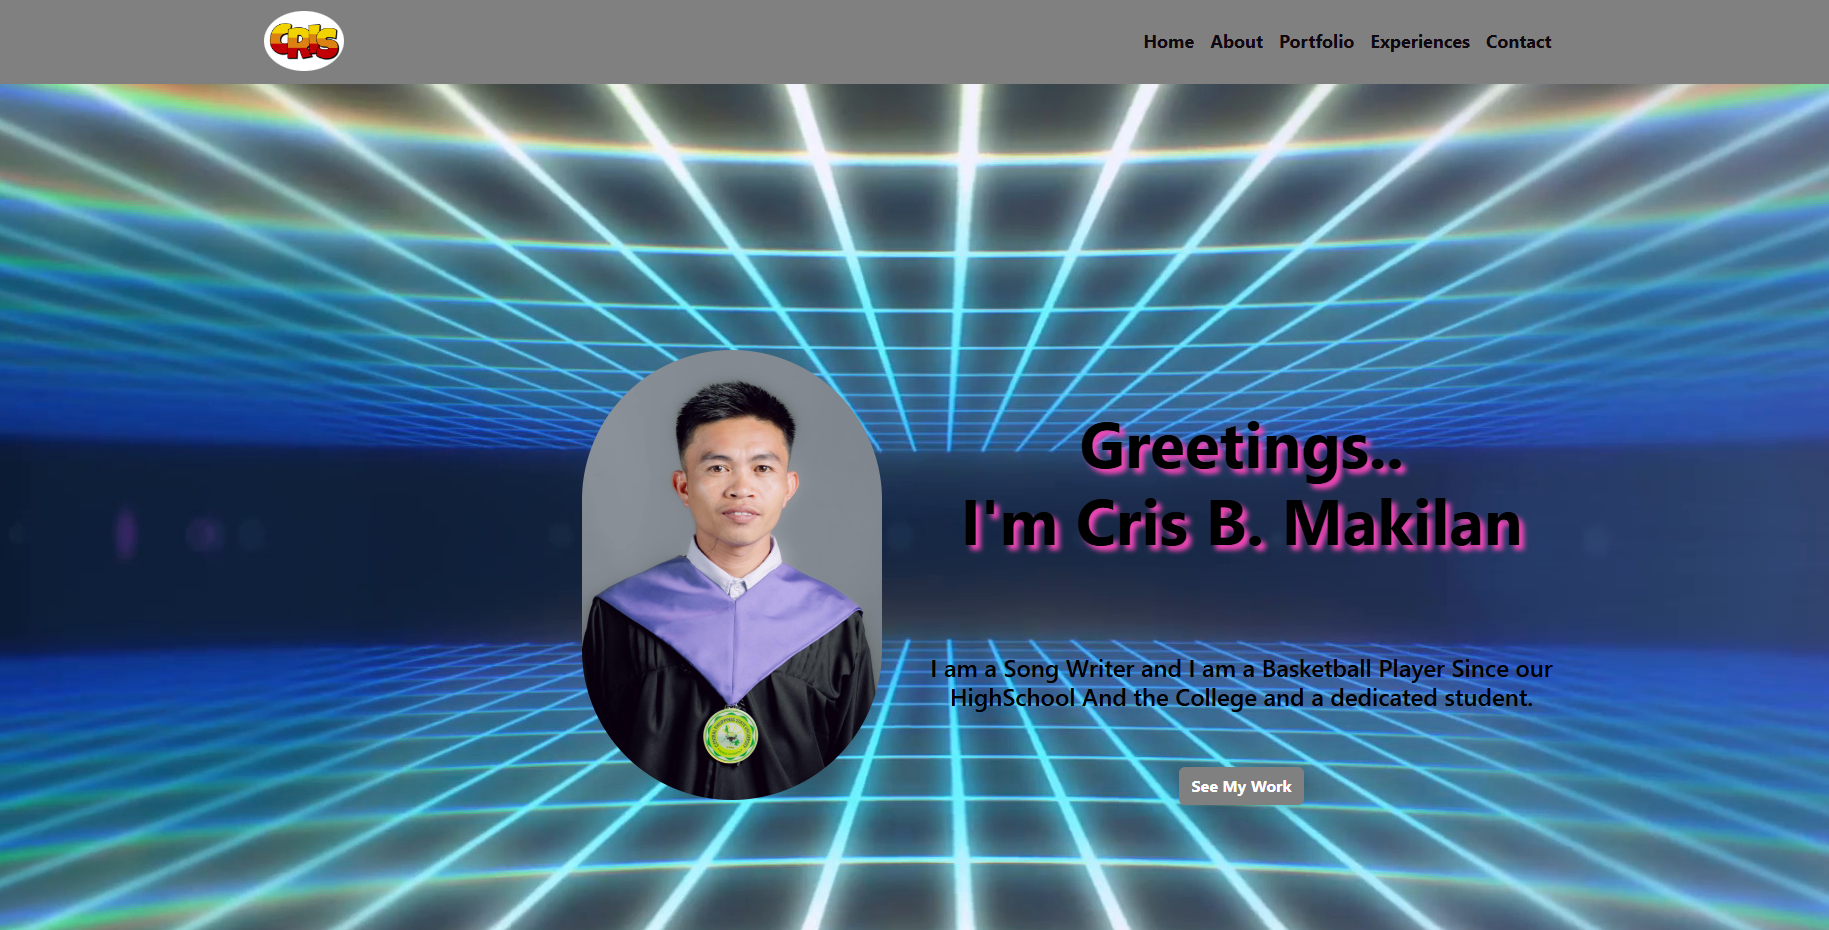 CRIS
Home About Portfolio Experiences Contact
Greetings..
I'm Cris B. Makilan
I am a Song Writer and I am a Basketball Player Since our
HighSchool And the College and a dedicated student.
See My Work